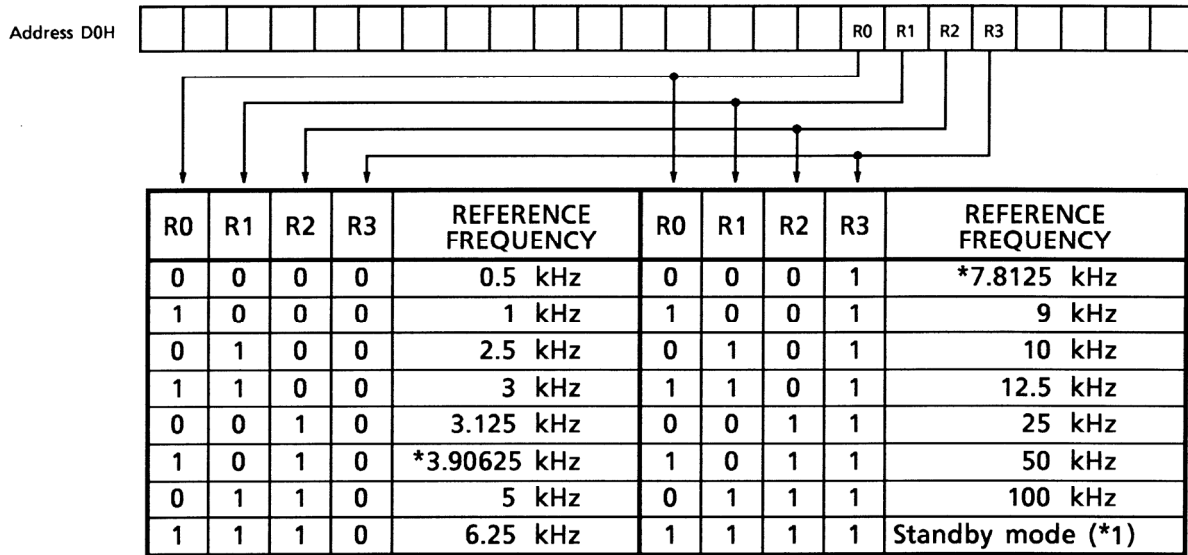 Address D0H R0 R1 R2 R3
R0 R1 R2 R3 REFERENCE FREQUENCY R0 R1 R2 R3 REFERENCE FREQUENCY
0 0 0 0 0.5 kHz 0 0 0 1 *7.8125 kHz
1 0 0 0 1 kHz 1 0 0 1 9 kHz
0 1 0 0 2.5 kHz 0 1 0 1 10 kHz
1 1 0 0 3 kHz 1 1 0 1 12.5 kHz
0 0 1 0 3.125 kHz 0 0 1 1 25 kHz
1 0 1 0 *3.90625 kHz 1 0 1 1 50 kHz
0 1 1 0 5 kHz 0 1 1 1 100 kHz
1 1 1 0 6.25 kHz 1 1 1 1 Standby mode (*1)